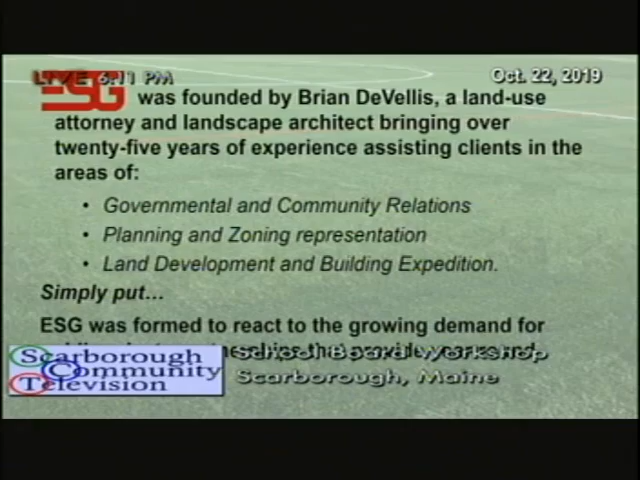 LIVE 6:11 PM
Oct. 22, 2019
ESG was founded by Brian DeVellis, a land-use
attorney and landscape architect bringing over
twenty-five years of experience assisting clients in the
areas of:
• Governmental and Community Relations
• Planning and Zoning representation
• Land Development and Building Expedition.
Simply put…
ESG was formed to react to the growing demand for
that provide
School Board Workshop
Scarborough, Maine
Scarborough
Community
Television